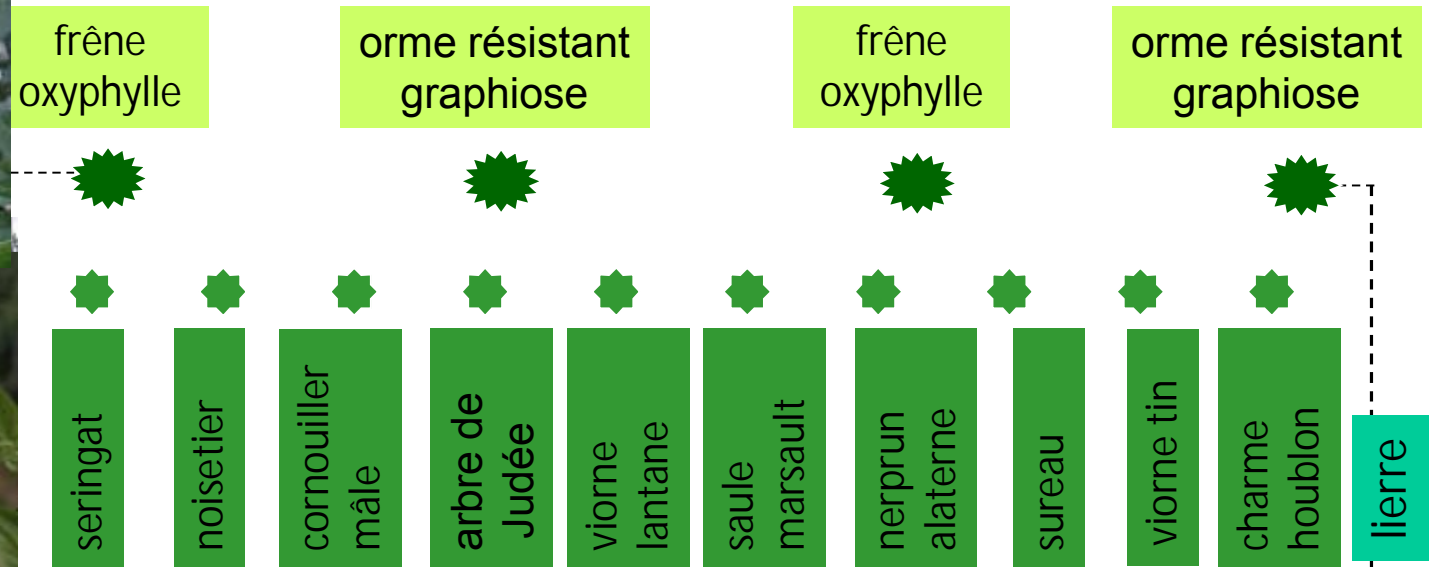 frêne
oxyphylle
orme résistant
graphiose
frêne
oxyphylle
orme résistant
graphiose
seringat
noisetier
cornouiller
mâle
arbre de
Judée
viorne
lantane
saule
marsault
nerprun
alaterne
sureau
viorne tin
charme
houblon
lierre